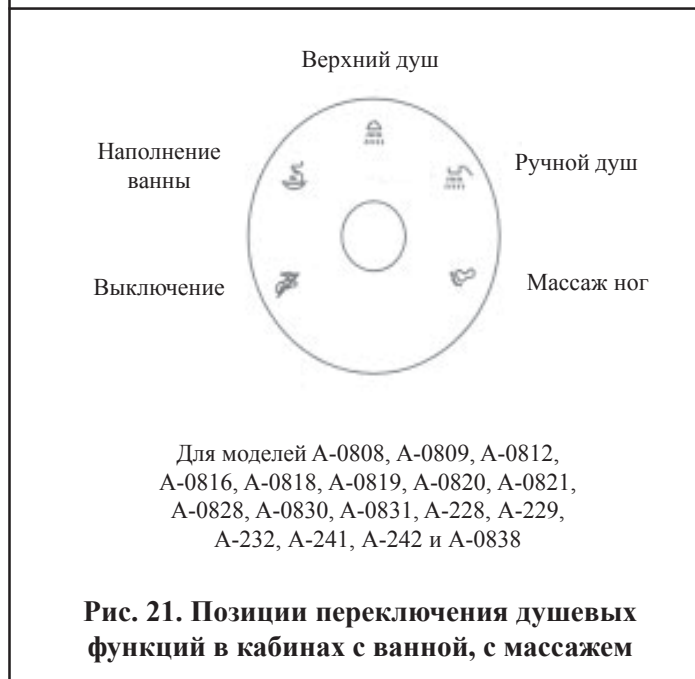 Верхний душ
Наполнение
ванны
Ручной душ
Выключение
Массаж ног
Для моделей А-0808, А-0809, А-0812,
А-0816, А-0818, А-0819, А-0820, А-0821,
А-0828, А-0830, А-0831, А-228, А-229,
А-232, А-241, А-242 и А-0838
Рис. 21. Позиции переключения душевых
функций в кабинах с ванной, с массажем